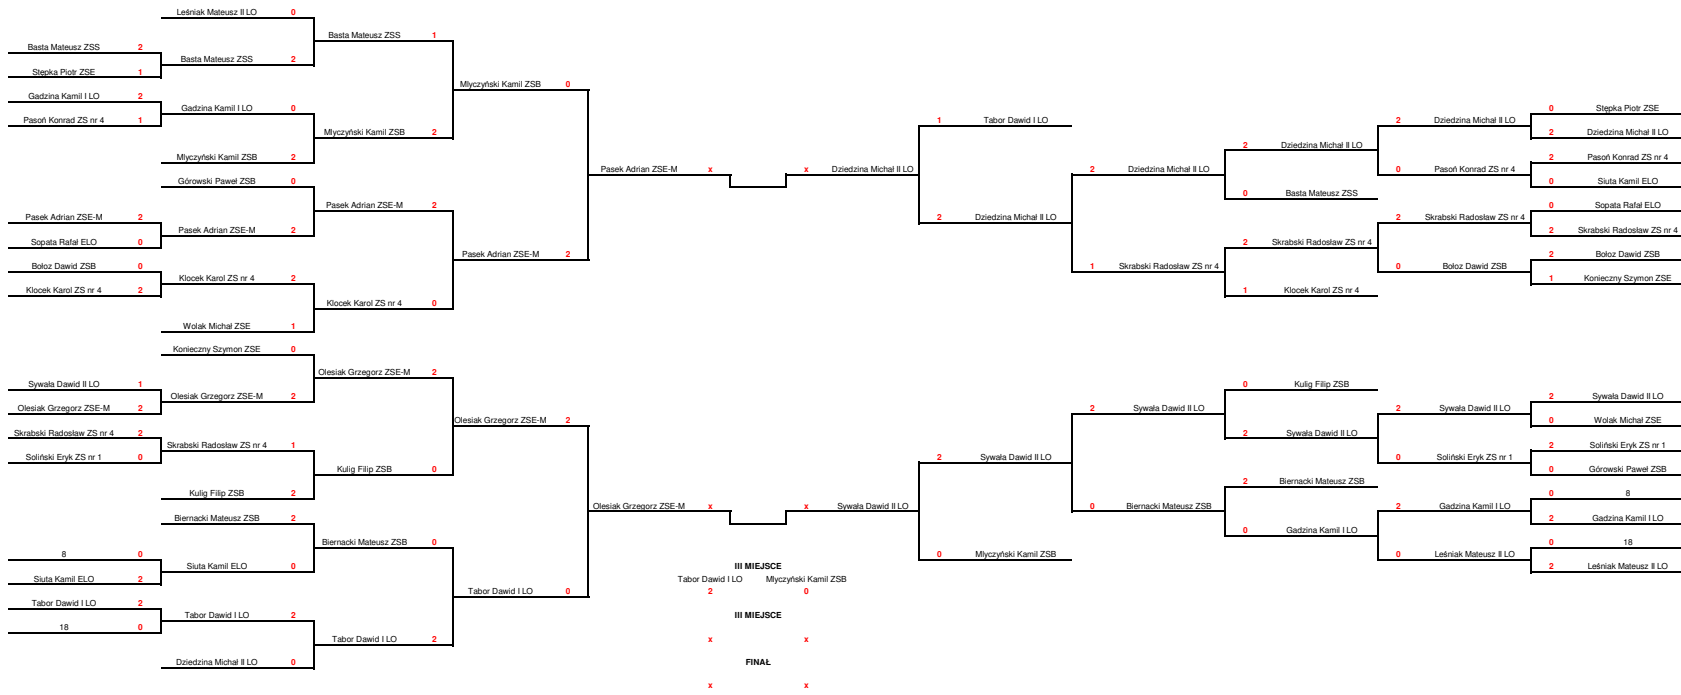 Leśniak Mateusz II LO 0
Basta Mateusz ZSS 1
Basta Mateusz ZSS 2
Basta Mateusz ZSS 2
Stępka Piotr ZSE 1
Mlyczyński Kamil ZSB 0
Gadzina Kamil I LO 2
Gadzina Kamil I LO 0
Pasoń Konrad ZS nr 4 1
Mlyczyński Kamil ZSB 2
Mlyczyński Kamil ZSB 2
Pasek Adrian ZSE-M x
Górowski Paweł ZSB 0
Pasek Adrian ZSE-M 2
Pasek Adrian ZSE-M 2
Pasek Adrian ZSE-M 2
Sopata Rafał ELO 0
Pasek Adrian ZSE-M 2
Bołoz Dawid ZSB 0
Klocek Karol ZS nr 4 2
Klocek Karol ZS nr 4 2
Klocek Karol ZS nr 4 0
Wolak Michał ZSE 1
Konieczny Szymon ZSE 0
Olesiak Grzegorz ZSE-M 2
Sywała Dawid II LO 1
Olesiak Grzegorz ZSE-M 2
Olesiak Grzegorz ZSE-M 2
Olesiak Grzegorz ZSE-M 2
Skrabski Radosław ZS nr 4 2
Skrabski Radosław ZS nr 4 1
Soliński Eryk ZS nr 1 0
Kulig Filip ZSB 0
Kulig Filip ZSB 2
Olesiak Grzegorz ZSE-M x
Biernacki Mateusz ZSB 2
Biernacki Mateusz ZSB 0
8 0
Siuta Kamil ELO 0
Siuta Kamil ELO 2
Tabor Dawid I LO 0
Tabor Dawid I LO 2
Tabor Dawid I LO 2
18 0
Tabor Dawid I LO 2
Dziedzina Michał II LO 0
III MIEJSCE
Tabor Dawid I LO Mlyczyński Kamil ZSB
2 0
III MIEJSCE
x x
FINAŁ
x x
0 Stępka Piotr ZSE
1 Tabor Dawid I LO
2 Dziedzina Michał II LO
2 Dziedzina Michał II LO
2 Dziedzina Michał II LO
2 Pasoń Konrad ZS nr 4
x Dziedzina Michał II LO
2 Dziedzina Michał II LO
0 Pasoń Konrad ZS nr 4
0 Siuta Kamil ELO
0 Basta Mateusz ZSS
0 Sopata Rafał ELO
2 Dziedzina Michał II LO
2 Skrabski Radosław ZS nr 4
2 Skrabski Radosław ZS nr 4
2 Skrabski Radosław ZS nr 4
2 Bołoz Dawid ZSB
1 Skrabski Radosław ZS nr 4
0 Bołoz Dawid ZSB
1 Konieczny Szymon ZSE
1 Klocek Karol ZS nr 4
0 Kulig Filip ZSB
2 Sywała Dawid II LO
2 Sywała Dawid II LO
2 Sywała Dawid II LO
0 Wolak Michał ZSE
2 Sywała Dawid II LO
2 Soliński Eryk ZS nr 1
2 Sywała Dawid II LO
0 Soliński Eryk ZS nr 1
0 Górowski Paweł ZSB
2 Biernacki Mateusz ZSB
0 8
x Sywała Dawid II LO
0 Biernacki Mateusz ZSB
2 Gadzina Kamil I LO
2 Gadzina Kamil I LO
0 Gadzina Kamil I LO
0 18
0 Mlyczyński Kamil ZSB
0 Leśniak Mateusz II LO
2 Leśniak Mateusz II LO